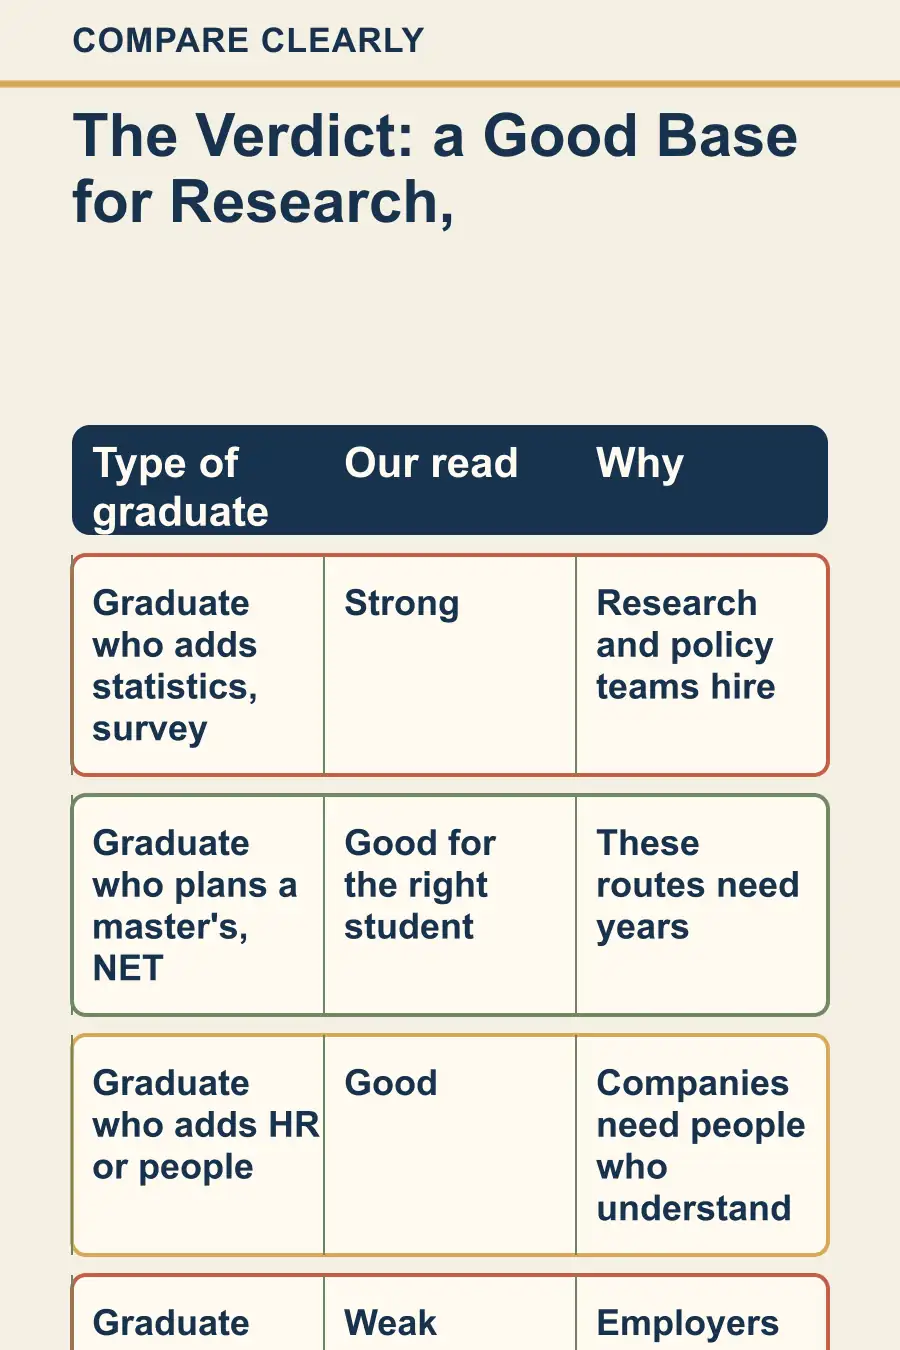 COMPARE CLEARLY
The Verdict: a Good Base
for Research,
Type of
graduate
Our read
Why
Graduate
who adds
statistics,
survey
Strong
Research
and policy
teams hire
Graduate
who plans a
master's,
NET
Good for
the right
student
These
routes need
years
Graduate
who adds HR
or people
Good
Companies
need people
who
understand
Graduate
Weak
Employers